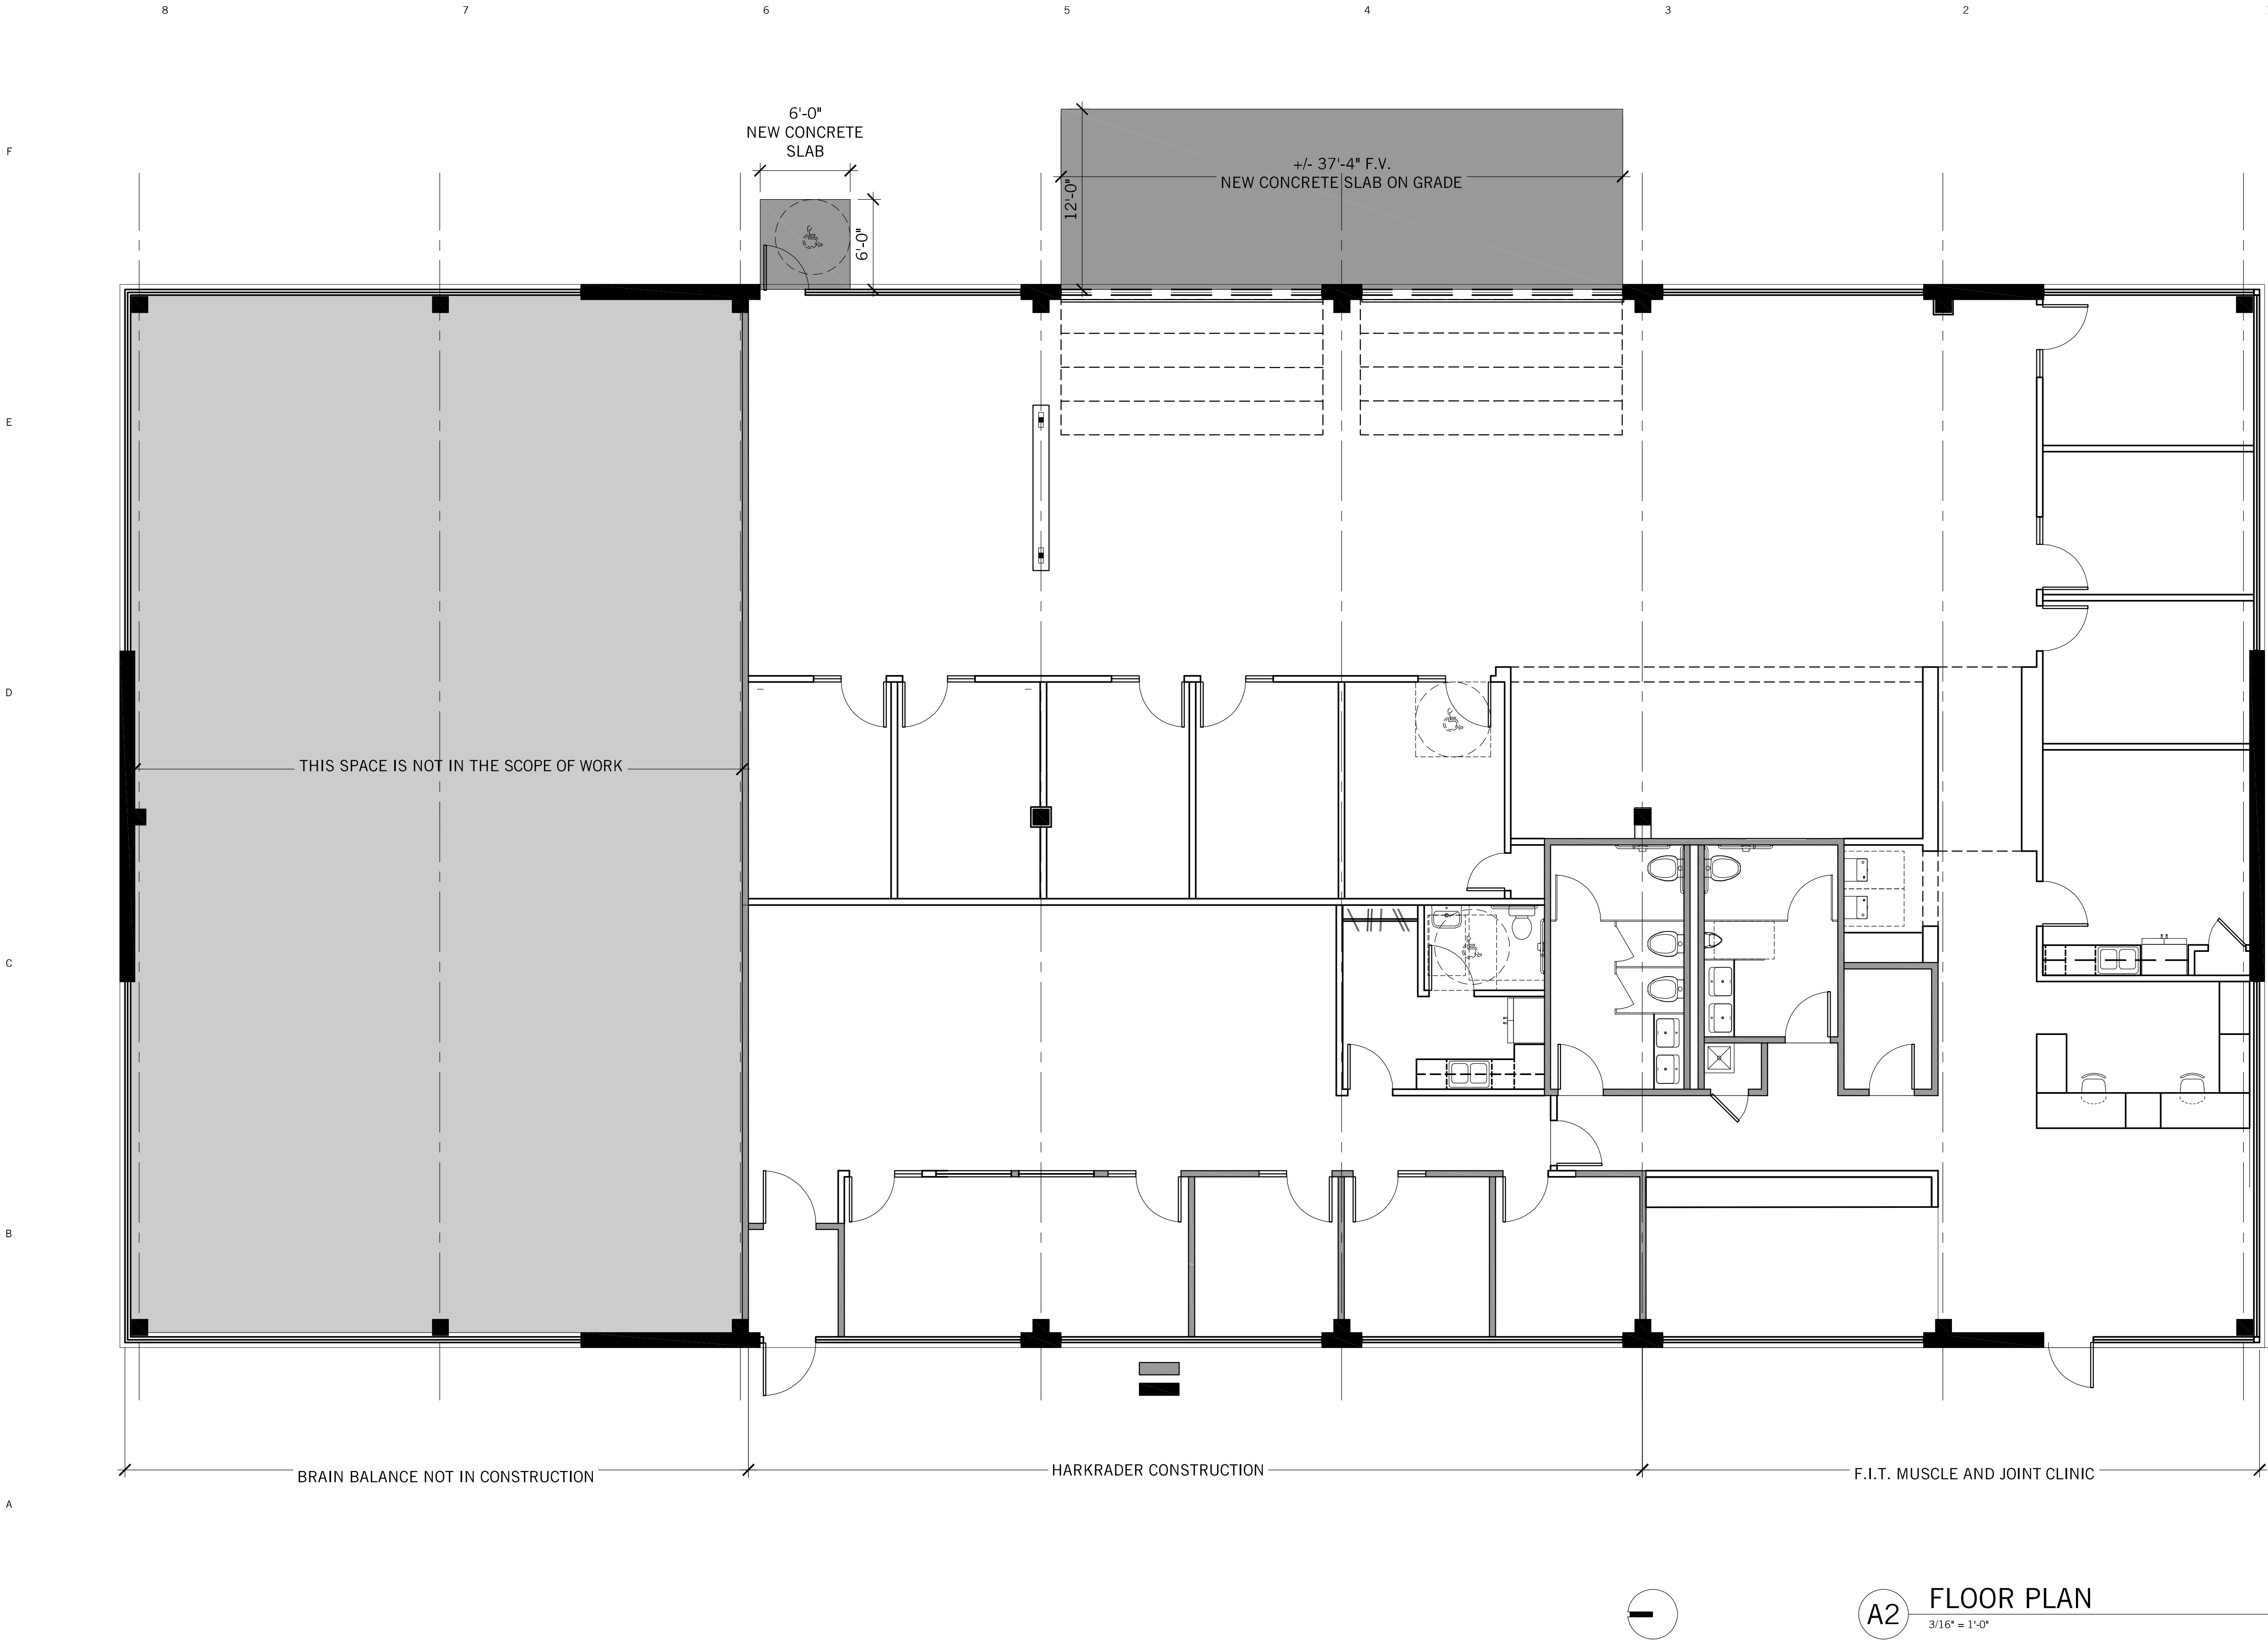 8 7 6 5 4 3 2
6'-0"
NEW CONCRETE
SLAB
F
+/- 37'-4" F.V.
NEW CONCRETE SLAB ON GRADE
12'-0"
6'-0"
E
D
THIS SPACE IS NOT IN THE SCOPE OF WORK
C
B
BRAIN BALANCE NOT IN CONSTRUCTION
HARKRADER CONSTRUCTION
F.I.T. MUSCLE AND JOINT CLINIC
A
A2
FLOOR PLAN
3/16" = 1'-0"